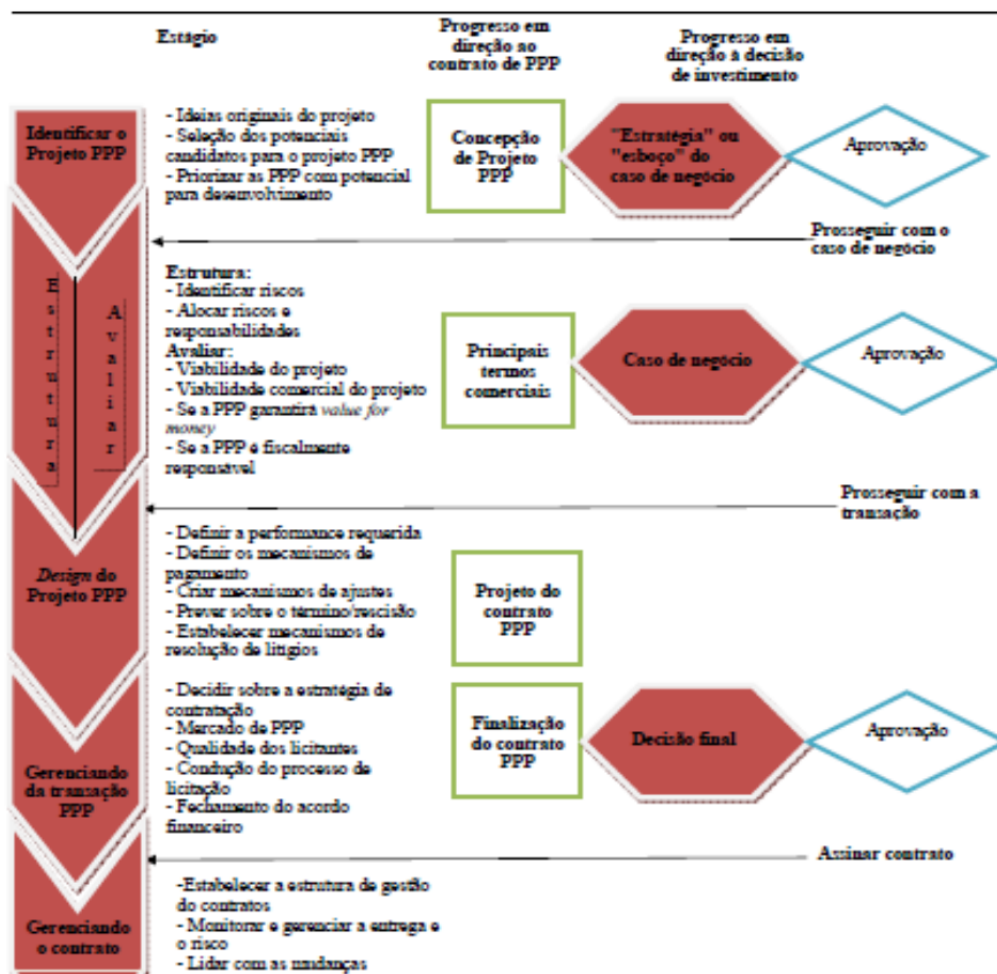 Estágio
Progresso em
direção ao
contrato de PPP
Progresso em
direção à decisão
de investimento
Identificar o
Projeto PPP
- Ideias originais do projeto
- Seleção dos potenciais
candidatos para o projeto PPP
- Priorizar as PPP com potencial
para desenvolvimento
Concepção
de Projeto
PPP
"Estratégia" ou
"esboço" do
caso de negócio
Aprovação
Prosseguir com o
caso de negócio
Estrutura
Avaliar
Estrutura:
- Identificar riscos
- Alocar riscos e
responsabilidades
Avaliar:
- Viabilidade do projeto
- Viabilidade comercial do projeto
- Se a PPP garantirá value for
money
- Se a PPP é fiscalmente
responsável
Principais
termos
comerciais
Caso de negócio
Aprovação
Prosseguir com a
transação
Design do
Projeto PPP
- Definir a performance requerida
- Definir os mecanismos de
pagamento
- Criar mecanismos de ajustes
- Prever sobre o término/rescisão
- Estabelecer mecanismos de
resolução de litígios
Projeto do
contrato
PPP
Gerenciando
da transação
PPP
- Decidir sobre a estratégia de
contratação
- Mercado de PPP
- Qualidade dos licitantes
- Condução do processo de
licitação
- Fechamento do acordo
financeiro
Finalização
do contrato
PPP
Decisão final
Aprovação
Assinar contrato
Gerenciando
o contrato
-Estabelecer a estrutura de gestão
do contratos
- Monitorar e gerenciar a entrega e
o risco
- Lidar com as mudanças